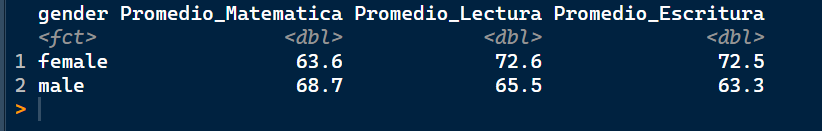 gender Promedio_Matematica Promedio_Lectura Promedio_Escritura
<fct> <dbl> <dbl> <dbl>
1 female 63.6 72.6 72.5
2 male 68.7 65.5 63.3
>